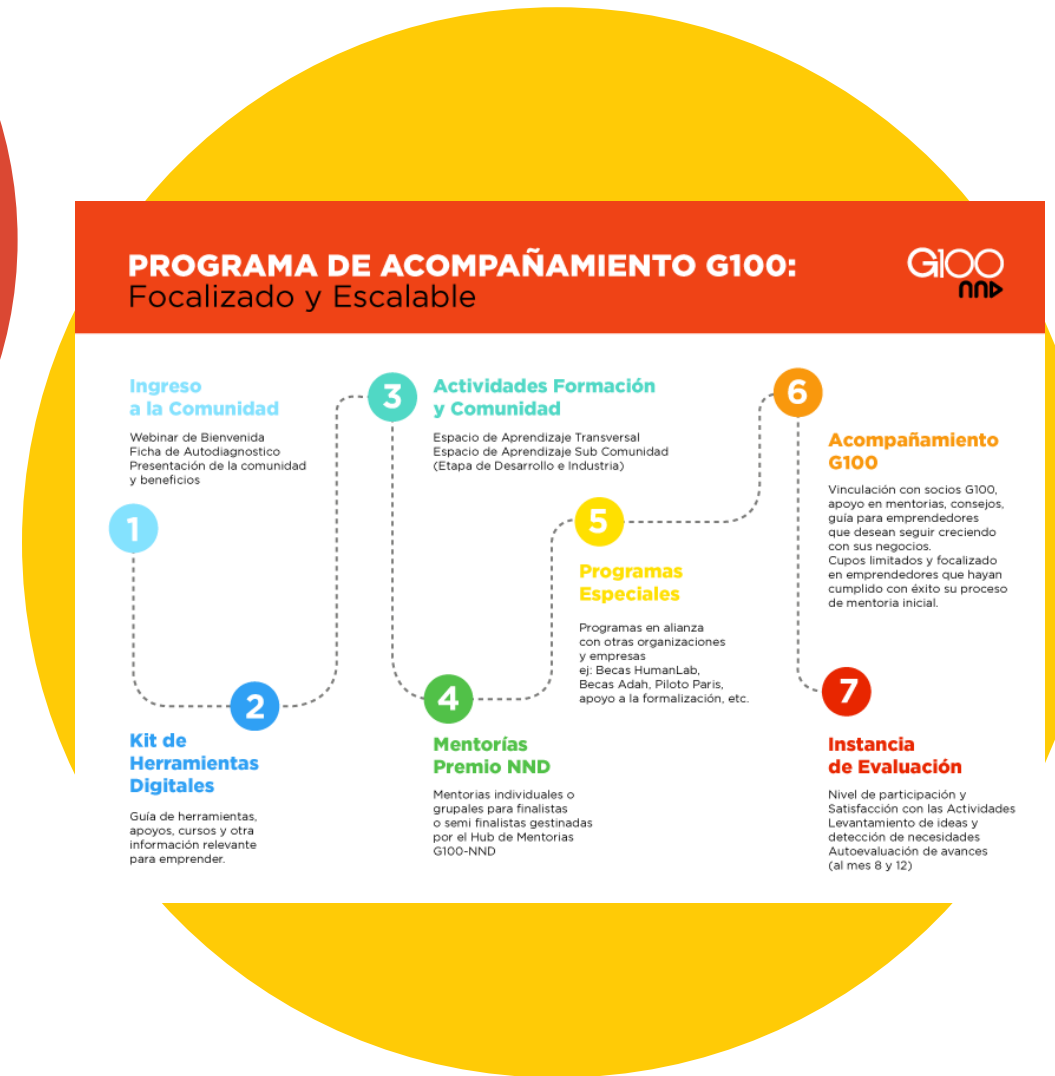 PROGRAMA DE ACOMPAÑAMIENTO G100:
Focalizado y Escalable
G100
nnd
Ingreso
a la Comunidad
Webinar de Bienvenida
Ficha de Autodiagnostico
Presentación de la comunidad
y beneficios
1
2
Kit de
Herramientas
Digitales
Guía de herramientas,
apoyos, cursos y otra
información relevante
para emprender.
3
Actividades Formación
y Comunidad
Espacio de Aprendizaje Transversal
Espacio de Aprendizaje Sub Comunidad
(Etapa de Desarrollo e Industria)
4
Mentorías
Premio NND
Mentorias individuales o
grupales para finalistas
o semi finalistas gestinadas
por el Hub de Mentorias
G100-NND
5
Programas
Especiales
Programas en alianza
con otras organizaciones
y empresas
ej: Becas HumanLab,
Becas Adah, Piloto Paris,
apoyo a la formalización, etc.
6
Acompañamiento
G100
Vinculación con socios G100,
apoyo en mentorias, consejos,
guía para emprendedores
que desean seguir creciendo
con sus negocios.
Cupos limitados y focalizado
en emprendedores que hayan
cumplido con éxito su proceso
de mentoria inicial.
7
Instancia
de Evaluación
Nivel de participación y
Satisfacción con las Actividades
Levantamiento de ideas y
detección de necesidades
Autoevaluación de avances
(al mes 8 y 12)